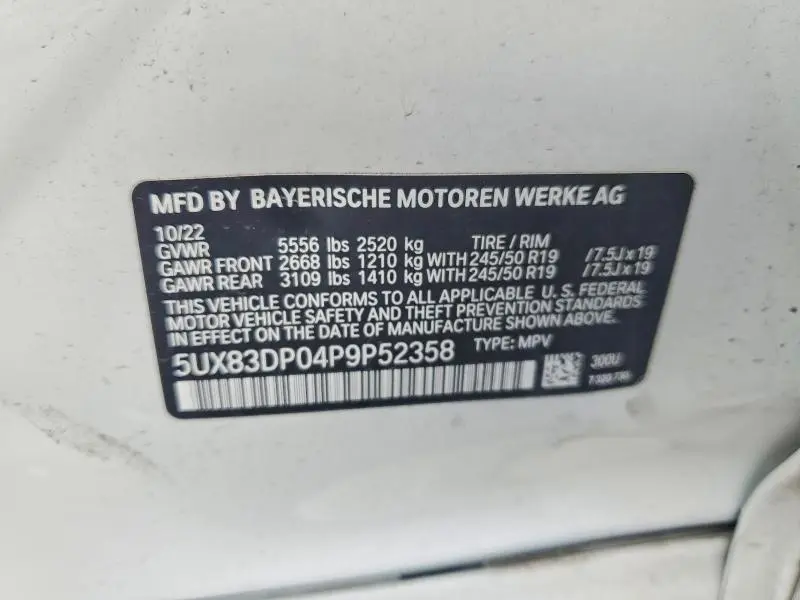 MFD BY BAYERISCHE MOTOREN WERKE AG
10/22
GVWR 5556 lbs 2520 kg TIRE / RIM
GAWR FRONT 2668 lbs 1210 kg WITH 245/50 R19 /7.5Jx19
GAWR REAR 3109 lbs 1410 kg WITH 245/50 R19 /7.5Jx19
THIS VEHICLE CONFORMS TO ALL APPLICABLE U.S. FEDERAL
MOTOR VEHICLE SAFETY AND THEFT PREVENTION STANDARDS
IN EFFECT ON THE DATE OF MANUFACTURE SHOWN ABOVE.
5UX83DP04P9P52358 TYPE: MPV
300U